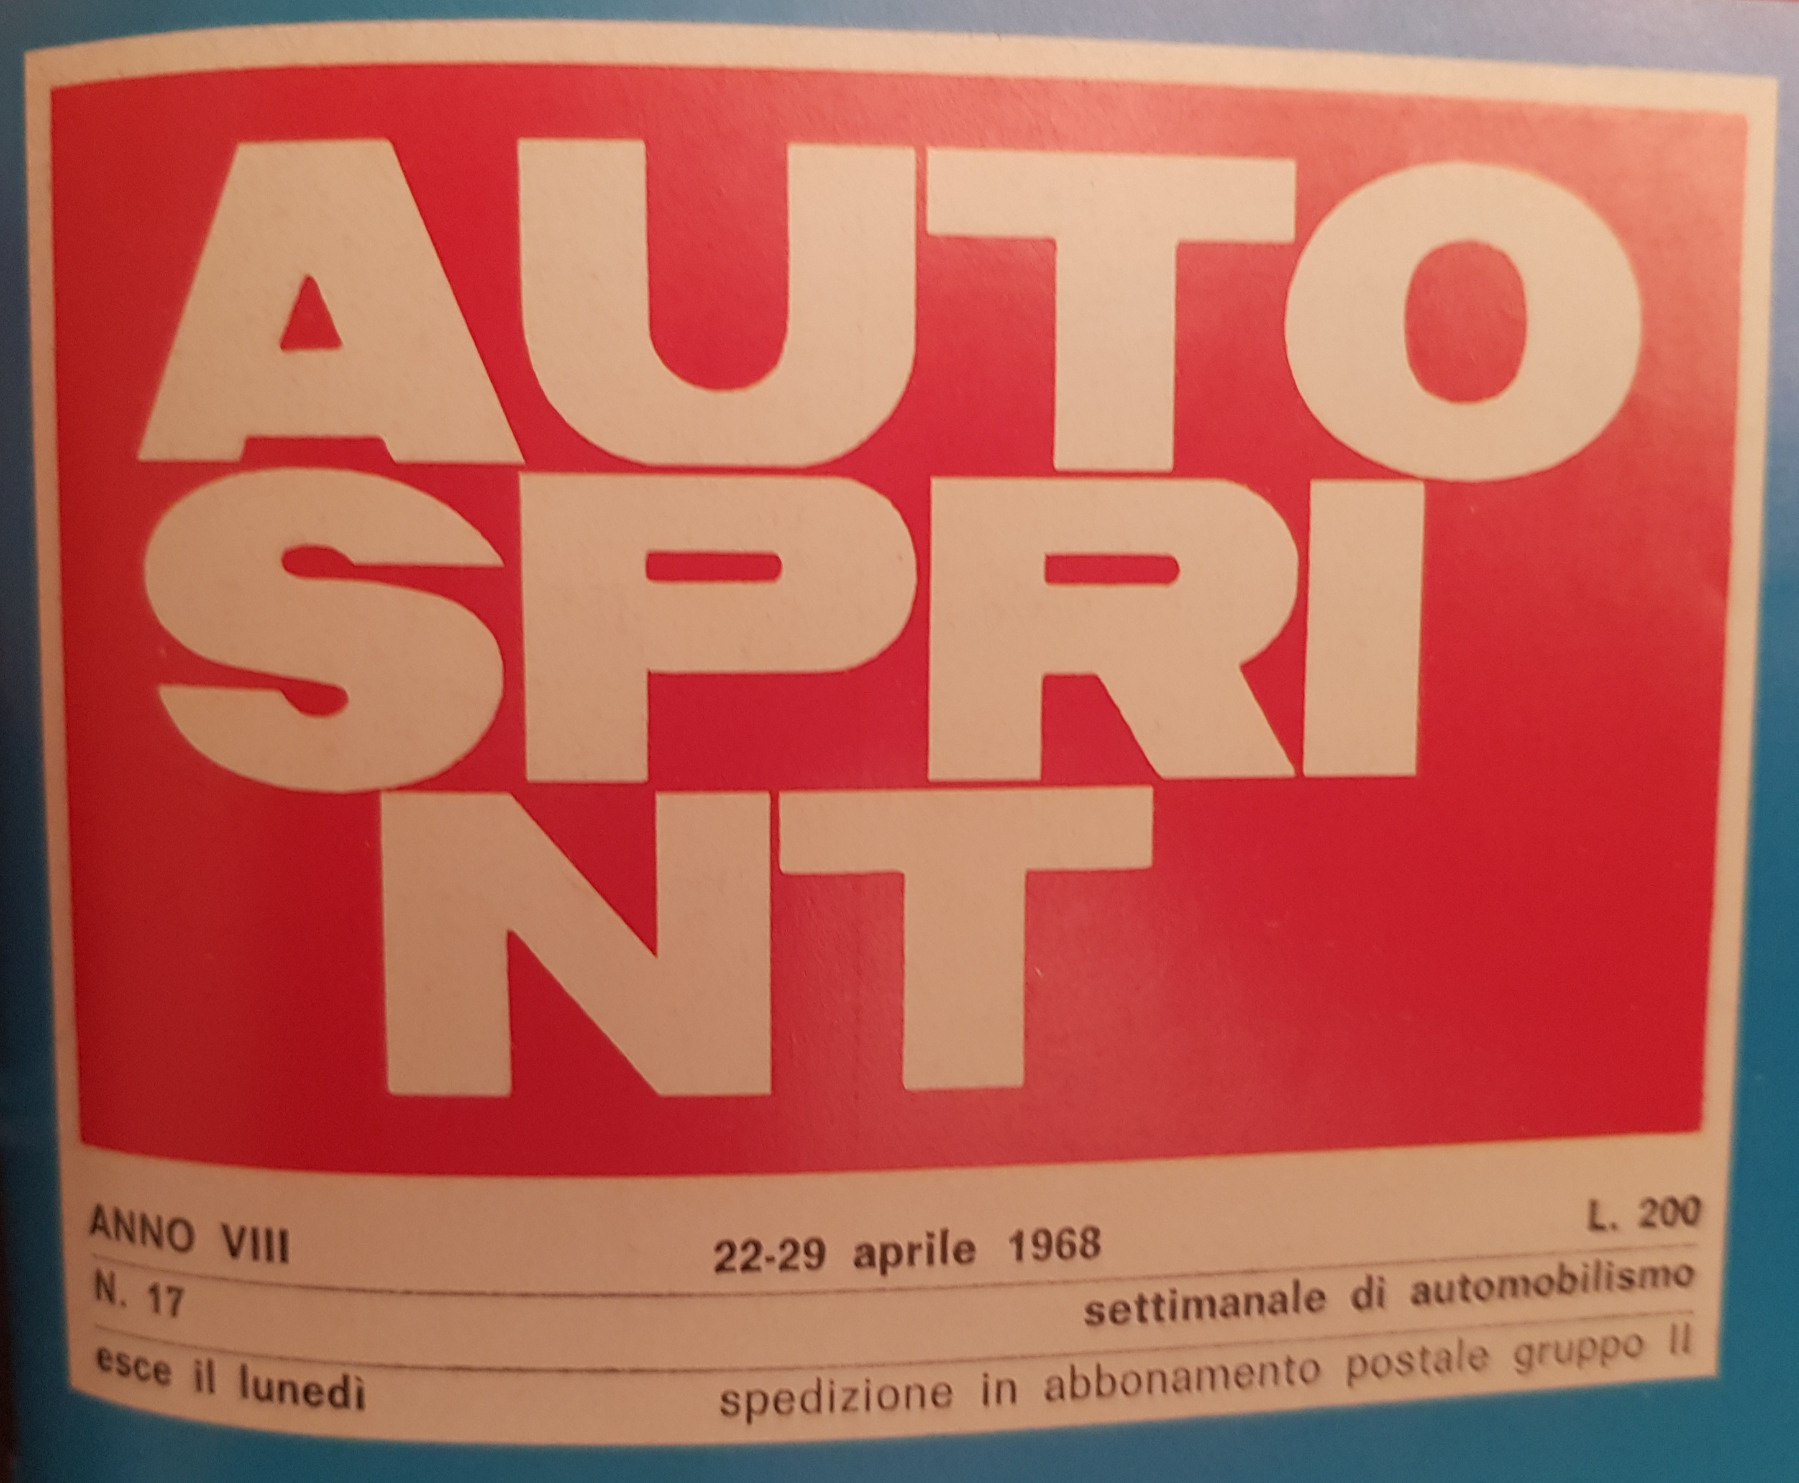 AUTO
SPRI
NT
ANNO VIII 22-29 aprile 1968 L. 200
N. 17 settimanale di automobilismo
esce il lunedì spedizione in abbonamento postale gruppo II